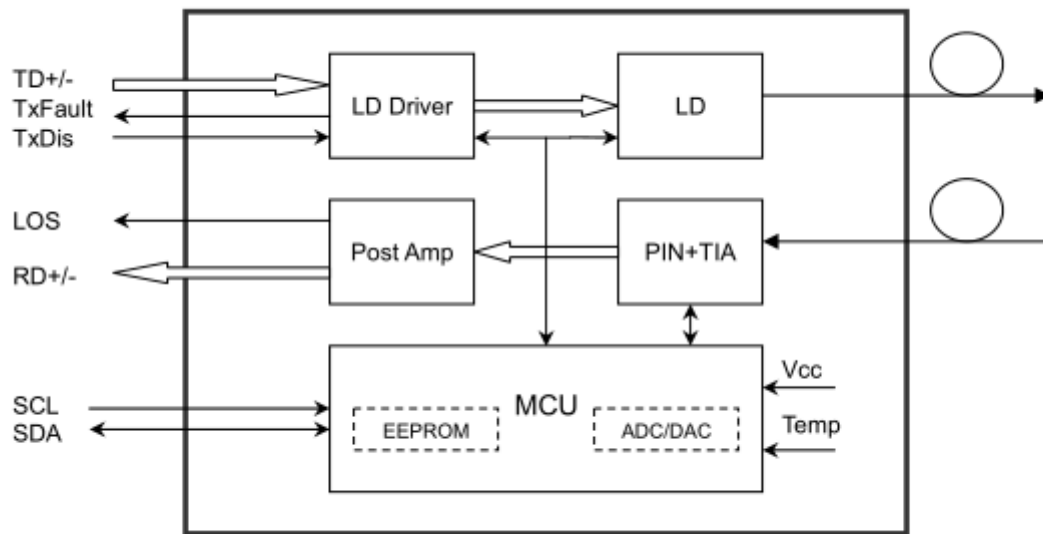 TD+/-
TxFault
TxDis
LD Driver
LD
LOS
RD+/-
Post Amp
PIN+TIA
SCL
SDA
MCU
EEPROM
ADC/DAC
Vcc
Temp